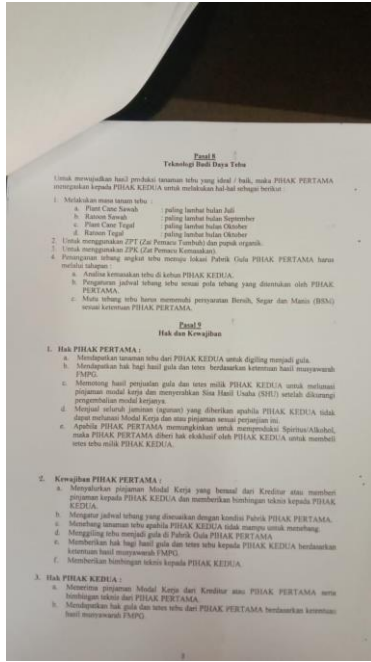 Pasal 8
Teknologi Budi Daya Tebu
Untuk mewujudkan hasil produksi tanaman tebu yang ideal / baik, maka PIHAK PERTAMA
menegaskan kepada PIHAK KEDUA untuk melakukan hal-hal sebagai berikut :
1. Melakukan masa tanam tebu :
a. Plant Cane Sawah : paling lambat bulan Juli
b. Ratoon Sawah : paling lambat bulan September
c. Plant Cane Tegal : paling lambat bulan Oktober
d. Ratoon Tegal : paling lambat bulan Oktober
2. Untuk menggunakan ZPT (Zat Pemacu Tumbuh) dan pupuk organik.
3. Untuk menggunakan ZPK (Zat Pemacu Kemasakan).
4. Penanganan tebang angkut tebu menuju lokasi Pabrik Gula PIHAK PERTAMA harus
melalui tahapan :
a. Analisa kemasakan tebu di kebun PIHAK KEDUA.
b. Pengaturan jadwal tebang tebu sesuai pola tebang yang ditentukan oleh PIHAK
PERTAMA.
c. Mutu tebang tebu harus memenuhi persyaratan Bersih, Segar dan Manis (BSM)
sesuai ketentuan PIHAK PERTAMA.
Pasal 9
Hak dan Kewajiban
1. Hak PIHAK PERTAMA :
a. Mendapatkan tanaman tebu dari PIHAK KEDUA untuk digiling menjadi gula.
b. Mendapatkan hak bagi hasil gula dan tetes berdasarkan ketentuan hasil musyawarah
FMPG.
c. Memotong hasil penjualan gula dan tetes milik PIHAK KEDUA untuk melunasi
pinjaman modal kerja dan menyerahkan Sisa Hasil Usaha (SHU) setelah dikurangi
pengembalian modal kerjanya.
d. Menjual seluruh jaminan (agunan) yang diberikan apabila PIHAK KEDUA tidak
dapat melunasi Modal Kerja dan atau pinjaman sesuai perjanjian ini.
e. Apabila PIHAK PERTAMA memungkinkan untuk memproduksi Spiritus/Alkohol,
maka PIHAK PERTAMA diberi hak eksklusif oleh PIHAK KEDUA untuk membeli
tetes tebu milik PIHAK KEDUA.
2. Kewajiban PIHAK PERTAMA :
a. Menyalurkan pinjaman Modal Kerja yang berasal dari Kreditur atau memberi
pinjaman kepada PIHAK KEDUA dan memberikan bimbingan teknis kepada PIHAK
KEDUA.
b. Mengatur jadwal tebang yang disesuaikan dengan kondisi Pabrik PIHAK PERTAMA.
c. Menebang tanaman tebu apabila PIHAK KEDUA tidak mampu untuk menebang.
d. Menggiling tebu menjadi gula di Pabrik Gula PIHAK PERTAMA
e. Memberikan hak bagi hasil gula dan tetes tebu kepada PIHAK KEDUA berdasarkan
ketentuan hasil musyawarah FMPG.
f. Memberikan bimbingan teknis kepada PIHAK KEDUA.
3. Hak PIHAK KEDUA :
a. Menerima pinjaman Modal Kerja dari Kreditur atau PIHAK PERTAMA serta
bimbingan teknis dari PIHAK PERTAMA.
b. Mendapatkan hak gula dan tetes tebu dari PIHAK PERTAMA berdasarkan ketentuan
hasil musyawarah FMPG.